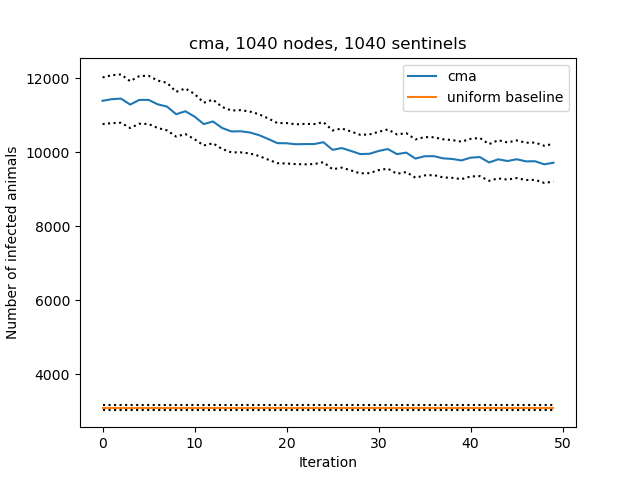 cma, 1040 nodes, 1040 sentinels
cma
uniform baseline
Number of infected animals
12000
10000
8000
6000
4000
0
10
20
30
40
50
Iteration